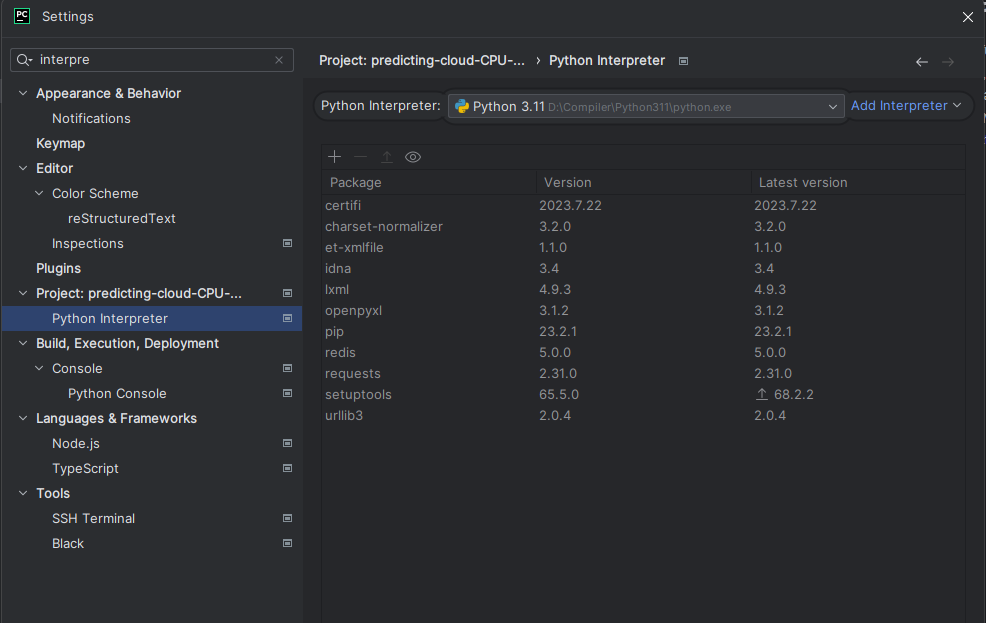 PC Settings
interpre
Appearance & Behavior
Notifications
Keymap
Editor
Color Scheme
reStructuredText
Inspections
Plugins
Project: predicting-cloud-CPU-...
Python Interpreter
Build, Execution, Deployment
Console
Python Console
Languages & Frameworks
Node.js
TypeScript
Tools
SSH Terminal
Black
Project: predicting-cloud-CPU-... › Python Interpreter
Python Interpreter: Python 3.11 D:\Compiler\Python311\python.exe Add Interpreter
Package Version Latest version
certifi 2023.7.22 2023.7.22
charset-normalizer 3.2.0 3.2.0
et-xmlfile 1.1.0 1.1.0
idna 3.4 3.4
lxml 4.9.3 4.9.3
openpyxl 3.1.2 3.1.2
pip 23.2.1 23.2.1
redis 5.0.0 5.0.0
requests 2.31.0 2.31.0
setuptools 65.5.0 68.2.2
urllib3 2.0.4 2.0.4